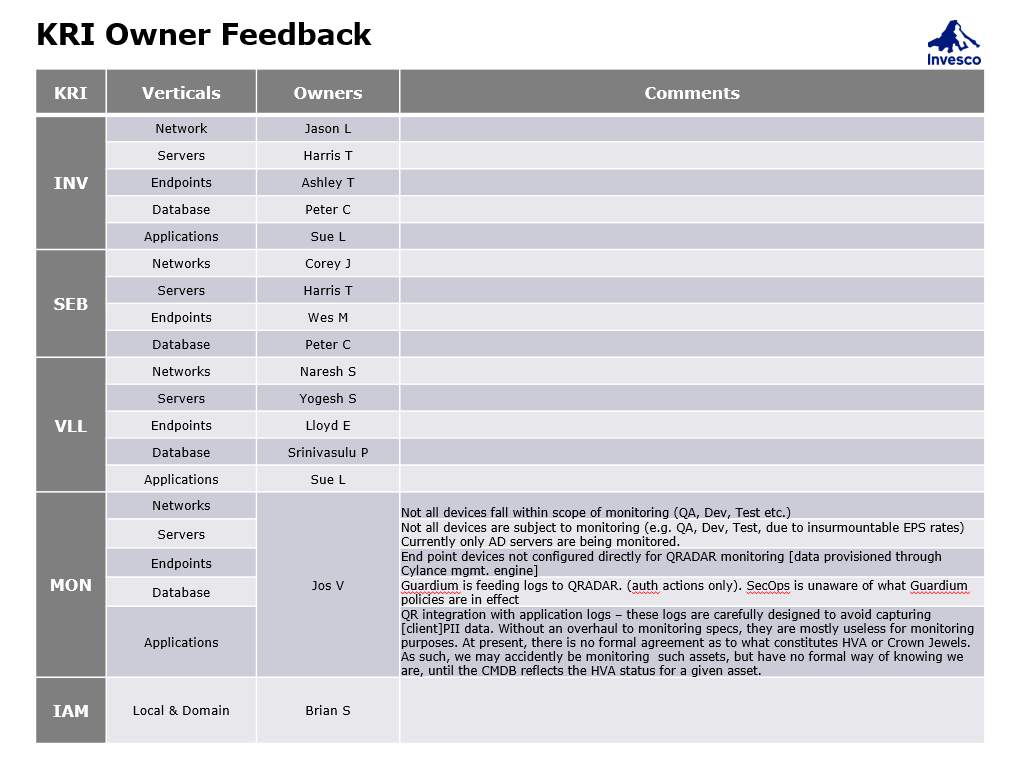 KRI Owner Feedback
Invesco
KRI Verticals Owners Comments
INV
Network Jason L
Servers Harris T
Endpoints Ashley T
Database Peter C
Applications Sue L
SEB
Networks Corey J
Servers Harris T
Endpoints Wes M
Database Peter C
VLL
Networks Naresh S
Servers Yogesh S
Endpoints Lloyd E
Database Srinivasulu P
Applications Sue L
MON
Jos V
Networks
Not all devices fall within scope of monitoring (QA, Dev, Test etc.)
Servers
Not all devices are subject to monitoring (e.g. QA, Dev, Test, due to insurmountable EPS rates)
Currently only AD servers are being monitored.
Endpoints
End point devices not configured directly for QRADAR monitoring [data provisioned through
Cylance mgmt. engine]
Database
Guardium is feeding logs to QRADAR. (auth actions only). SecOps is unaware of what Guardium
policies are in effect
Applications
QR integration with application logs – these logs are carefully designed to avoid capturing
[client]PII data. Without an overhaul to monitoring specs, they are mostly useless for monitoring
purposes. At present, there is no formal agreement as to what constitutes HVA or Crown Jewels.
As such, we may accidently be monitoring such assets, but have no formal way of knowing we
are, until the CMDB reflects the HVA status for a given asset.
IAM
Local & Domain Brian S